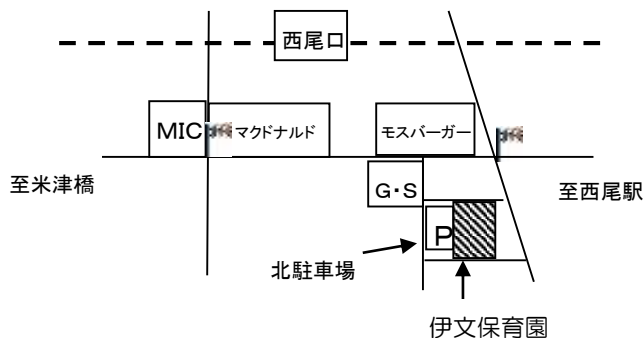 西尾口
MIC
マクドナルド
モスバーガー
至米津橋
G・S
至西尾駅
P
北駐車場
伊文保育園